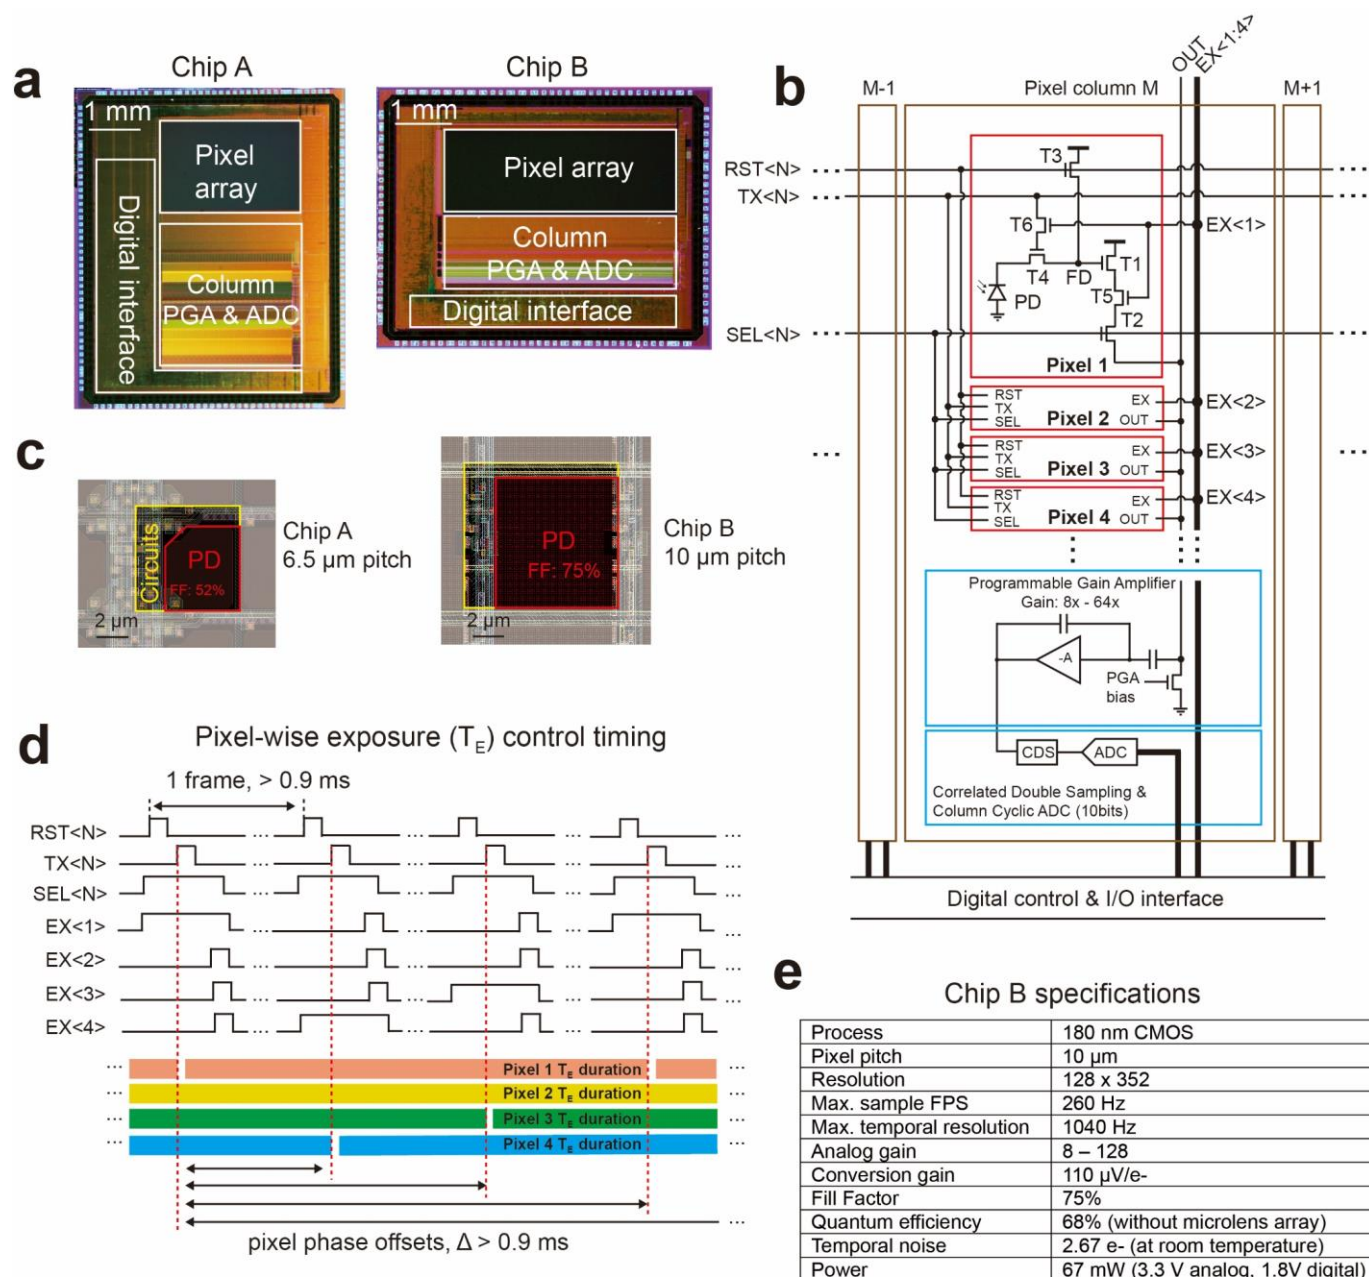 a
Chip A
1 mm
Pixel
array
Digital interface
Column
PGA & ADC
Chip B
1 mm
Pixel array
Column
PGA & ADC
Digital interface
b
OUT
EX<1:4>
M-1
Pixel column M
M+1
RST<N>
TX<N>
SEL<N>
T3
T6
T4
FD
T1
T5
T2
PD
EX<1>
Pixel 1
RST
TX
SEL
Pixel 2
EX
OUT
EX<2>
RST
TX
SEL
Pixel 3
EX
OUT
EX<3>
RST
TX
SEL
Pixel 4
EX
OUT
EX<4>
Programmable Gain Amplifier
Gain: 8x - 64x
-A
PGA
bias
CDS
ADC
Correlated Double Sampling &
Column Cyclic ADC (10bits)
Digital control & I/O interface
c
Circuits
PD
FF: 52%
2 µm
Chip A
6.5 µm pitch
PD
FF: 75%
2 µm
Chip B
10 µm pitch
d
Pixel-wise exposure (TE) control timing
1 frame, > 0.9 ms
RST<N>
TX<N>
SEL<N>
EX<1>
EX<2>
EX<3>
EX<4>
Pixel 1 TE duration
Pixel 2 TE duration
Pixel 3 TE duration
Pixel 4 TE duration
pixel phase offsets, Δ > 0.9 ms
e
Chip B specifications
Process 180 nm CMOS
Pixel pitch 10 µm
Resolution 128 x 352
Max. sample FPS 260 Hz
Max. temporal resolution 1040 Hz
Analog gain 8 – 128
Conversion gain 110 µV/e-
Fill Factor 75%
Quantum efficiency 68% (without microlens array)
Temporal noise 2.67 e- (at room temperature)
Power 67 mW (3.3 V analog, 1.8V digital)